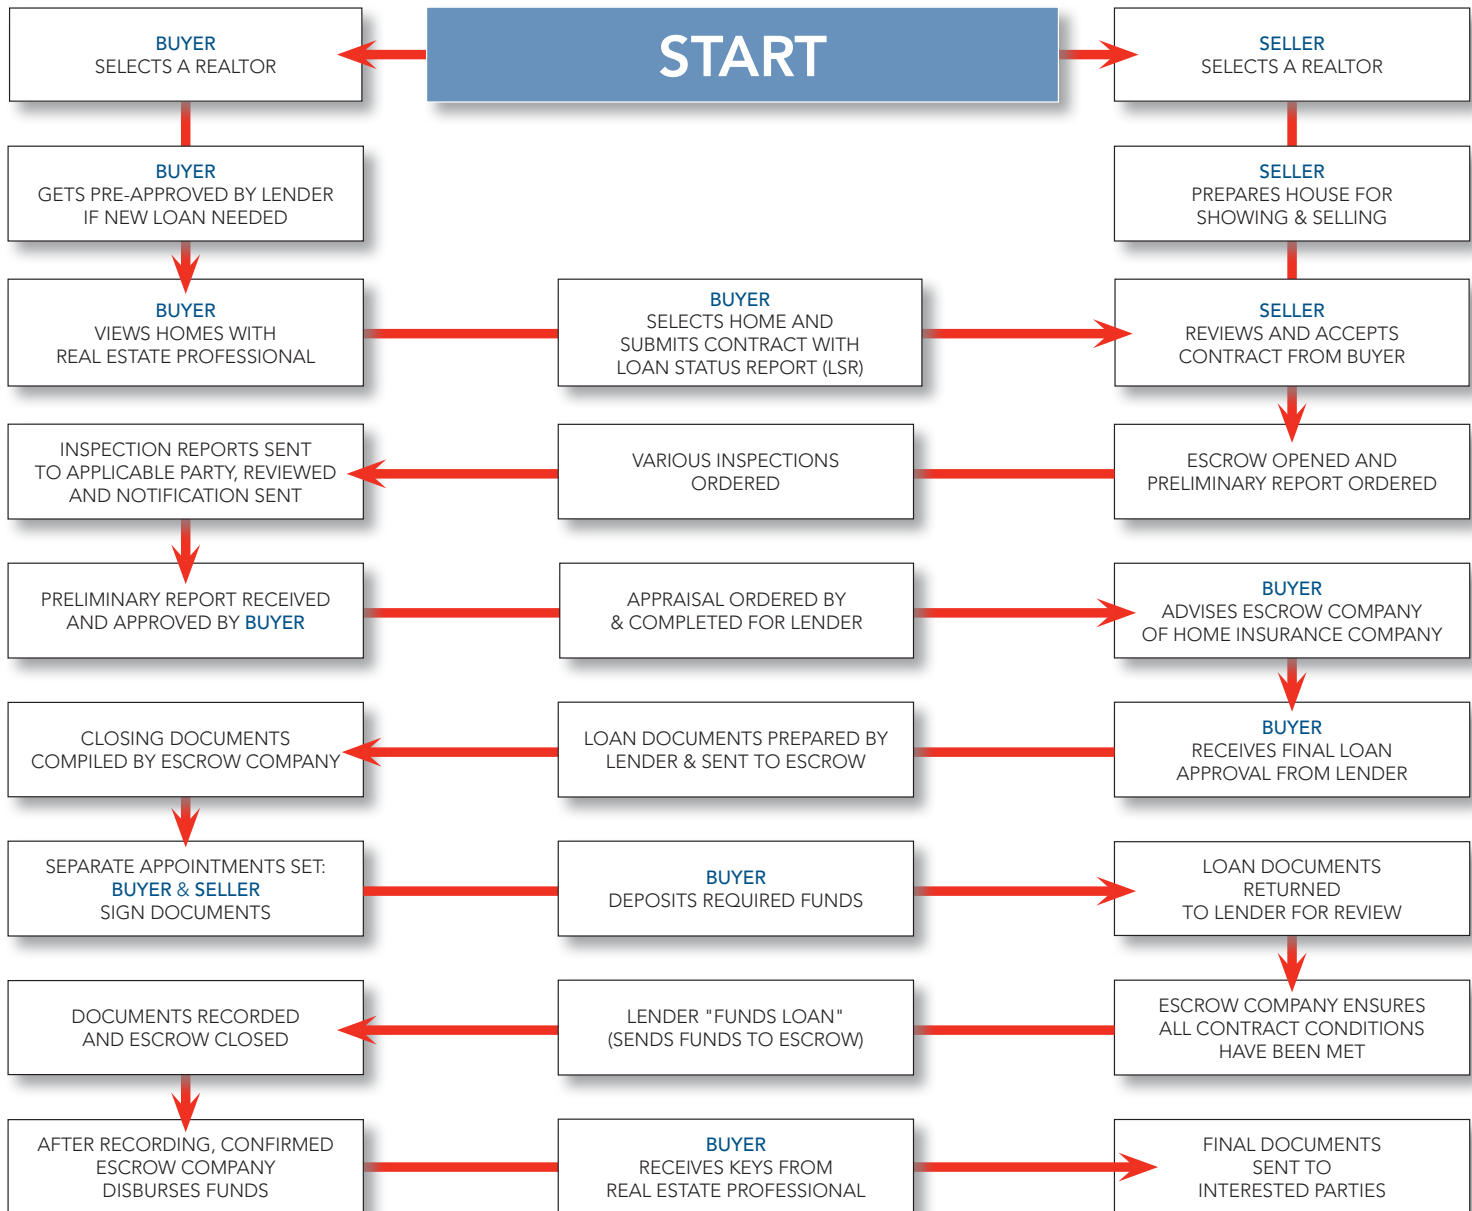 START
BUYER
SELECTS A REALTOR
SELLER
SELECTS A REALTOR
BUYER
GETS PRE-APPROVED BY LENDER
IF NEW LOAN NEEDED
SELLER
PREPARES HOUSE FOR
SHOWING & SELLING
BUYER
VIEWS HOMES WITH
REAL ESTATE PROFESSIONAL
BUYER
SELECTS HOME AND
SUBMITS CONTRACT WITH
LOAN STATUS REPORT (LSR)
SELLER
REVIEWS AND ACCEPTS
CONTRACT FROM BUYER
ESCROW OPENED AND
PRELIMINARY REPORT ORDERED
VARIOUS INSPECTIONS
ORDERED
INSPECTION REPORTS SENT
TO APPLICABLE PARTY, REVIEWED
AND NOTIFICATION SENT
PRELIMINARY REPORT RECEIVED
AND APPROVED BY BUYER
APPRAISAL ORDERED BY
& COMPLETED FOR LENDER
BUYER
ADVISES ESCROW COMPANY
OF HOME INSURANCE COMPANY
BUYER
RECEIVES FINAL LOAN
APPROVAL FROM LENDER
LOAN DOCUMENTS PREPARED BY
LENDER & SENT TO ESCROW
CLOSING DOCUMENTS
COMPILED BY ESCROW COMPANY
SEPARATE APPOINTMENTS SET:
BUYER & SELLER
SIGN DOCUMENTS
BUYER
DEPOSITS REQUIRED FUNDS
LOAN DOCUMENTS
RETURNED
TO LENDER FOR REVIEW
ESCROW COMPANY ENSURES
ALL CONTRACT CONDITIONS
HAVE BEEN MET
LENDER "FUNDS LOAN"
(SENDS FUNDS TO ESCROW)
DOCUMENTS RECORDED
AND ESCROW CLOSED
AFTER RECORDING, CONFIRMED
ESCROW COMPANY
DISBURSES FUNDS
BUYER
RECEIVES KEYS FROM
REAL ESTATE PROFESSIONAL
FINAL DOCUMENTS
SENT TO
INTERESTED PARTIES